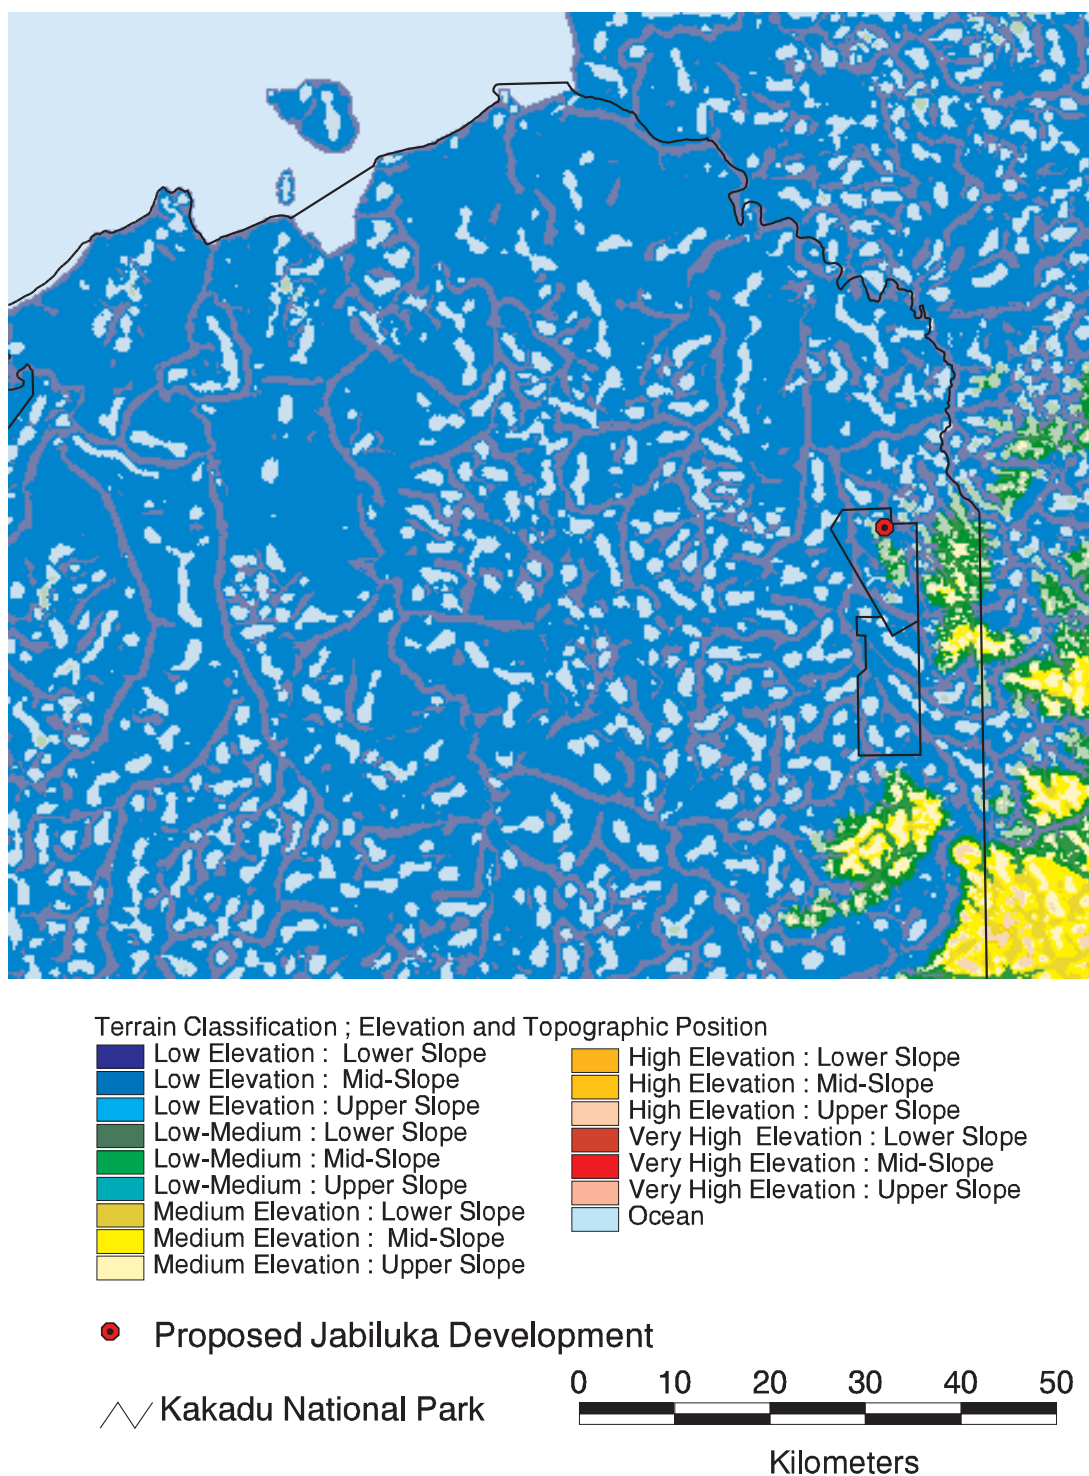 Terrain Classification ; Elevation and Topographic Position
Low Elevation : Lower Slope
Low Elevation : Mid-Slope
Low Elevation : Upper Slope
Low-Medium : Lower Slope
Low-Medium : Mid-Slope
Low-Medium : Upper Slope
Medium Elevation : Lower Slope
Medium Elevation : Mid-Slope
Medium Elevation : Upper Slope
High Elevation : Lower Slope
High Elevation : Mid-Slope
High Elevation : Upper Slope
Very High Elevation : Lower Slope
Very High Elevation : Mid-Slope
Very High Elevation : Upper Slope
Ocean
Proposed Jabiluka Development
Kakadu National Park
0 10 20 30 40 50
Kilometers